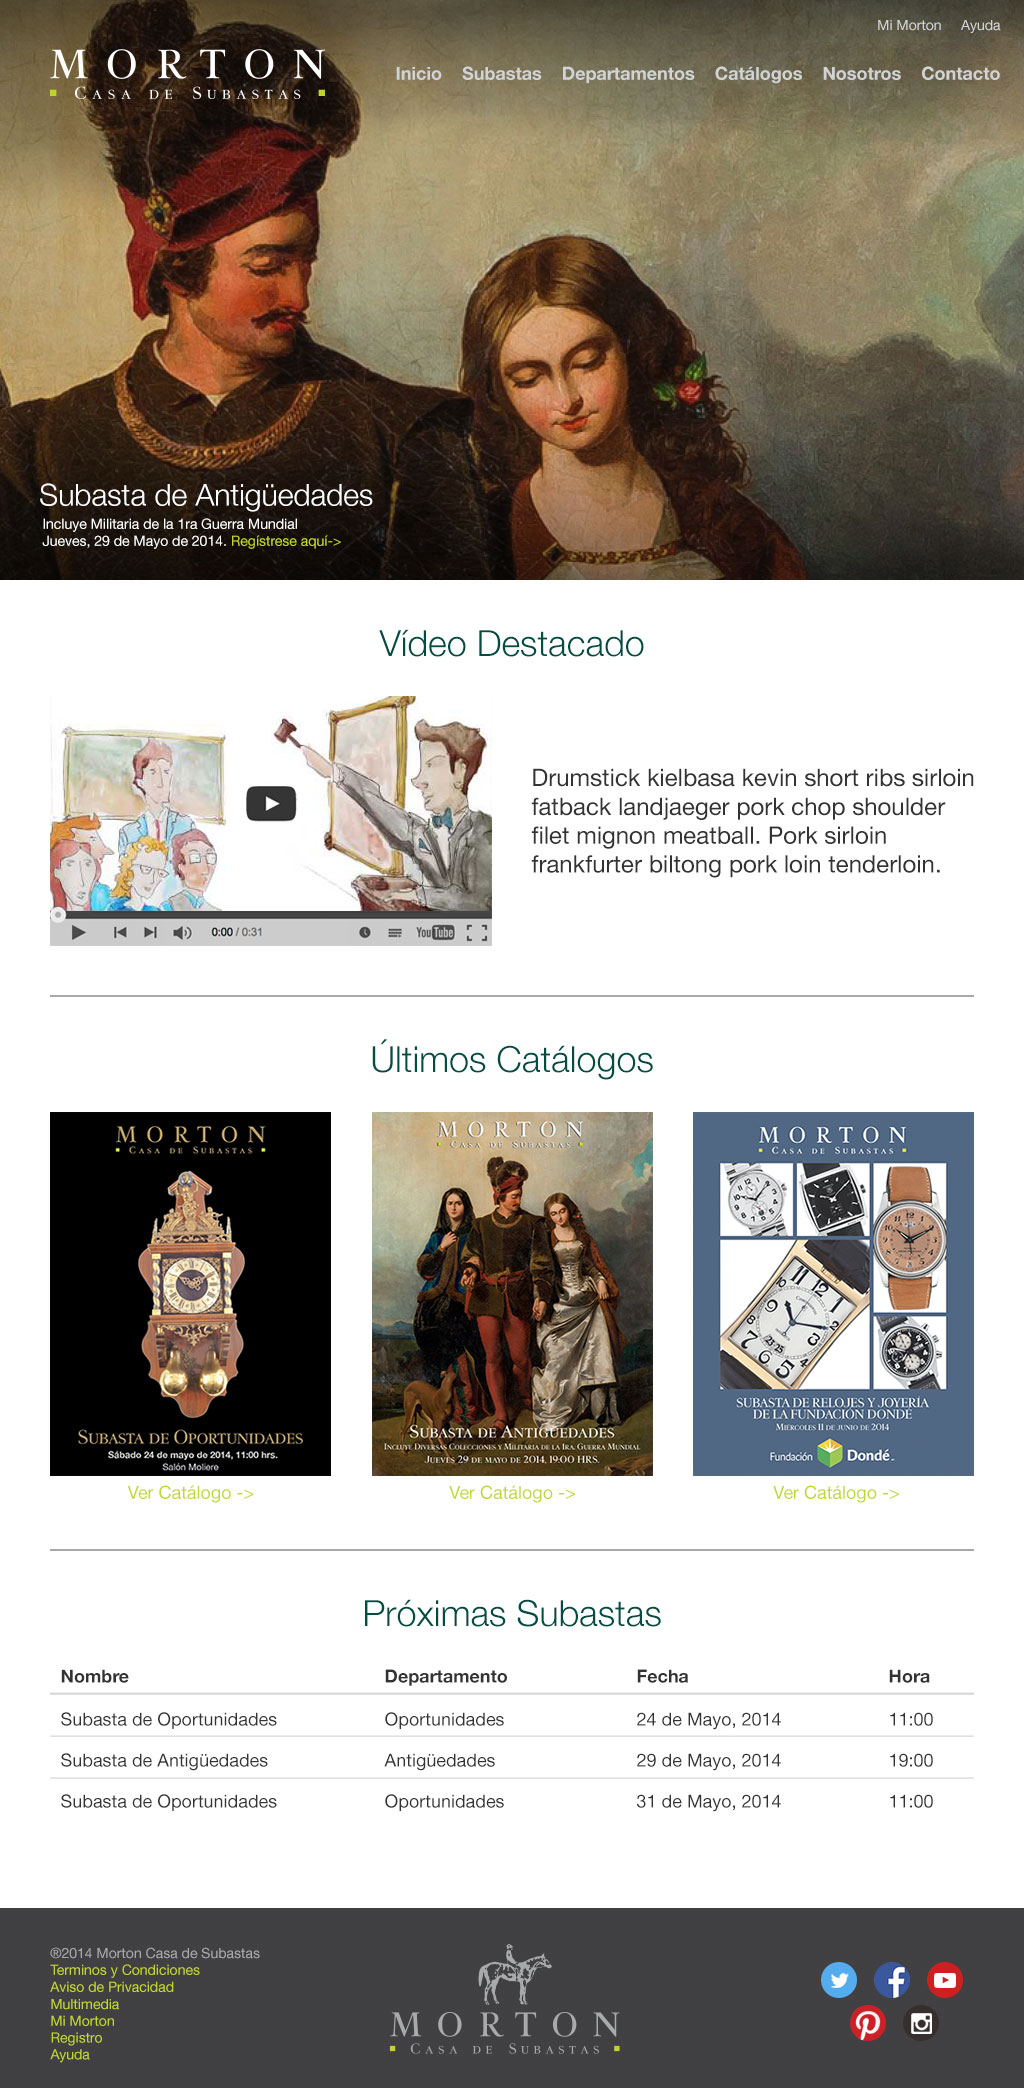 Mi Morton Ayuda
MORTON
CASA DE SUBASTAS
Inicio Subastas Departamentos Catálogos Nosotros Contacto
Subasta de Antigüedades
Incluye Militaria de la 1ra Guerra Mundial
Jueves, 29 de Mayo de 2014. Regístrese aquí->
Vídeo Destacado
0:00 / 0:31
YouTube
Drumstick kielbasa kevin short ribs sirloin
fatback landjaeger pork chop shoulder
filet mignon meatball. Pork sirloin
frankfurter biltong pork loin tenderloin.
Últimos Catálogos
MORTON
CASA DE SUBASTAS
SUBASTA DE OPORTUNIDADES
Sábado 24 de mayo de 2014, 11:00 hrs.
Salón Moliere
MORTON
CASA DE SUBASTAS
SUBASTA DE ANTIGÜEDADES
INCLUYE DIVERSAS COLECCIONES Y MILITARIA DE LA 1RA. GUERRA MUNDIAL
JUEVES 29 DE MAYO DE 2014, 19:00 HRS.
MORTON
CASA DE SUBASTAS
SUBASTA DE RELOJES Y JOYERÍA
DE LA FUNDACIÓN DONDÉ
MIÉRCOLES 11 DE JUNIO DE 2014
Fundación Dondé
Ver Catálogo -> Ver Catálogo -> Ver Catálogo ->
Próximas Subastas
Nombre Departamento Fecha Hora
Subasta de Oportunidades Oportunidades 24 de Mayo, 2014 11:00
Subasta de Antigüedades Antigüedades 29 de Mayo, 2014 19:00
Subasta de Oportunidades Oportunidades 31 de Mayo, 2014 11:00
®2014 Morton Casa de Subastas
Terminos y Condiciones
Aviso de Privacidad
Multimedia
Mi Morton
Registro
Ayuda
MORTON
CASA DE SUBASTAS